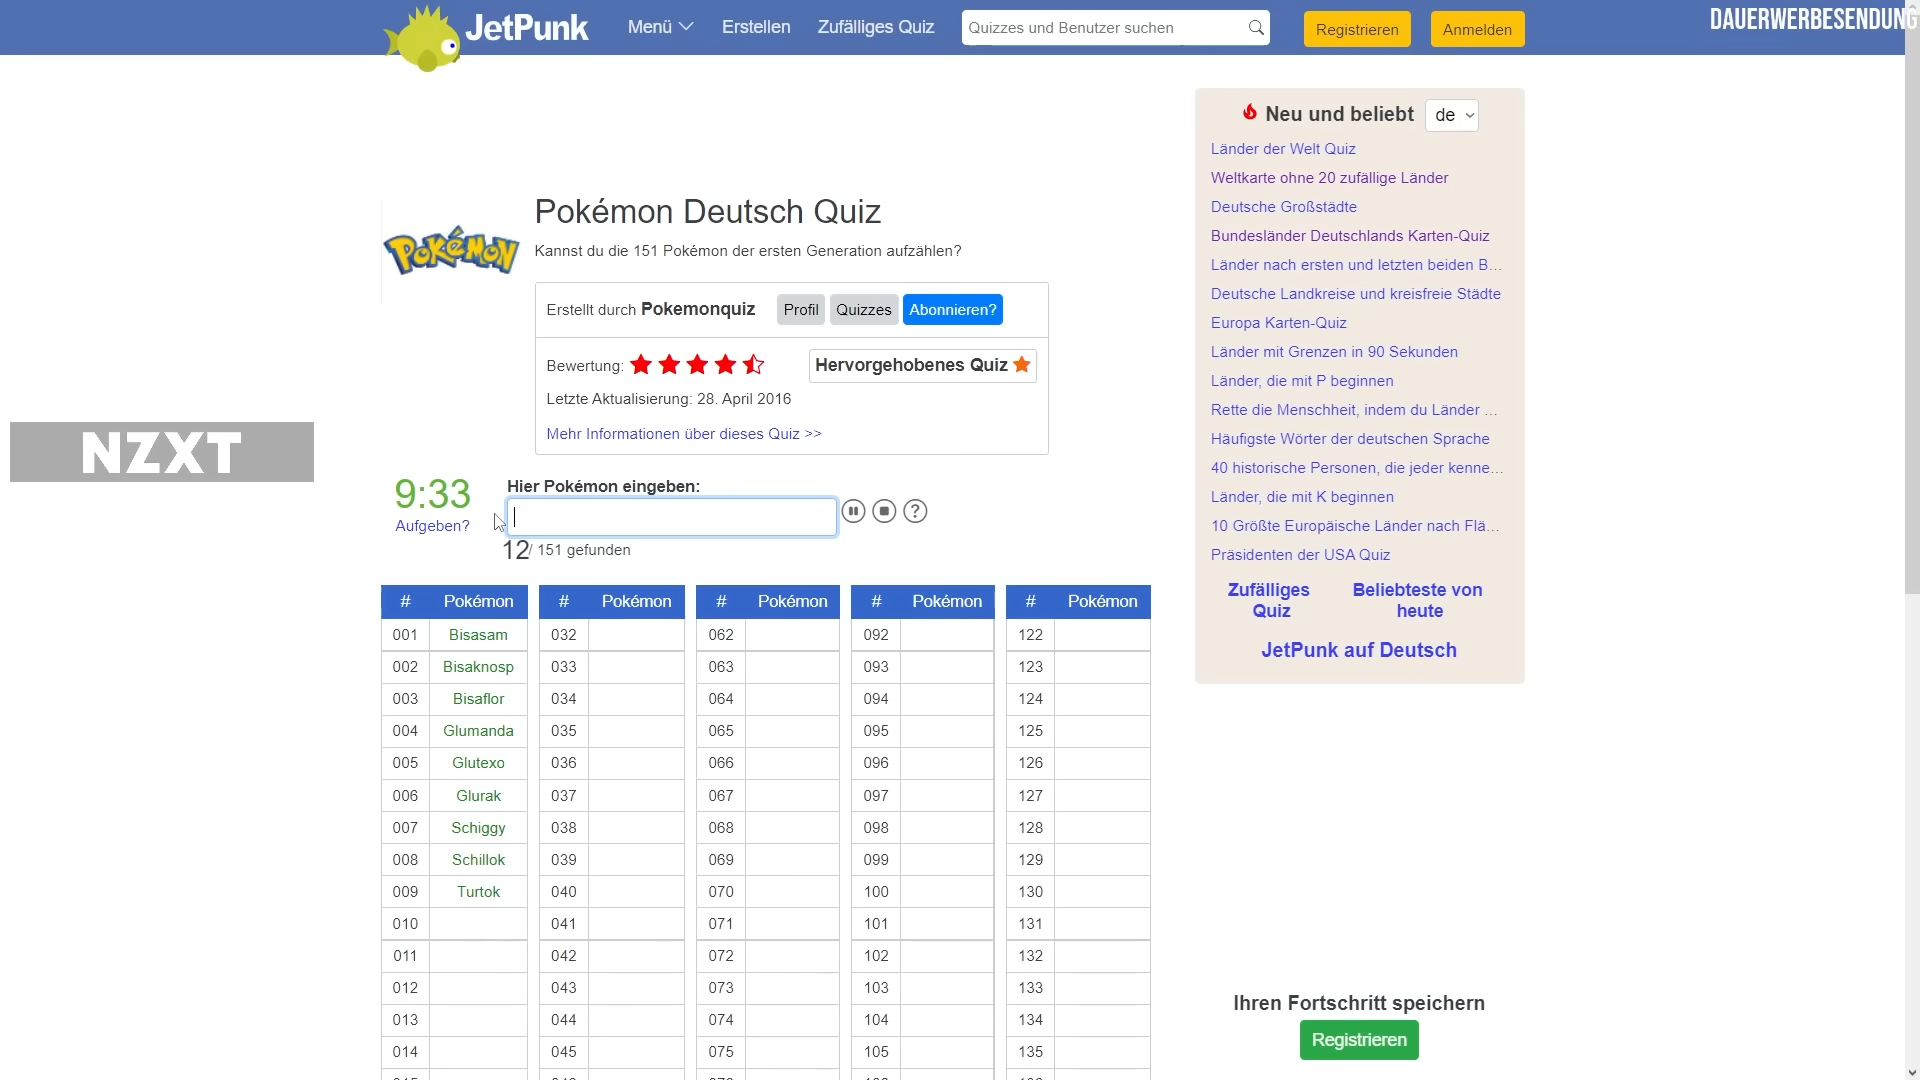 JetPunk
Menü
Erstellen
Zufälliges Quiz
Quizzes und Benutzer suchen
Registrieren
Anmelden
DAUERWERBESENDUNG
POKéMON
Pokémon Deutsch Quiz
Kannst du die 151 Pokémon der ersten Generation aufzählen?
Erstellt durch Pokemonquiz
Profil
Quizzes
Abonnieren?
Bewertung:
Hervorgehobenes Quiz
Letzte Aktualisierung: 28. April 2016
Mehr Informationen über dieses Quiz >>
NZXT
9:33
Aufgeben?
Hier Pokémon eingeben:
?
12 / 151 gefunden
# Pokémon # Pokémon # Pokémon # Pokémon # Pokémon
001 Bisasam 032 062 092 122
002 Bisaknosp 033 063 093 123
003 Bisaflor 034 064 094 124
004 Glumanda 035 065 095 125
005 Glutexo 036 066 096 126
006 Glurak 037 067 097 127
007 Schiggy 038 068 098 128
008 Schillok 039 069 099 129
009 Turtok 040 070 100 130
010 041 071 101 131
011 042 072 102 132
012 043 073 103 133
013 044 074 104 134
014 045 075 105 135
Neu und beliebt de
Länder der Welt Quiz
Weltkarte ohne 20 zufällige Länder
Deutsche Großstädte
Bundesländer Deutschlands Karten-Quiz
Länder nach ersten und letzten beiden B...
Deutsche Landkreise und kreisfreie Städte
Europa Karten-Quiz
Länder mit Grenzen in 90 Sekunden
Länder, die mit P beginnen
Rette die Menschheit, indem du Länder ...
Häufigste Wörter der deutschen Sprache
40 historische Personen, die jeder kenne...
Länder, die mit K beginnen
10 Größte Europäische Länder nach Flä...
Präsidenten der USA Quiz
Zufälliges
Quiz
Beliebteste von
heute
JetPunk auf Deutsch
Ihren Fortschritt speichern
Registrieren